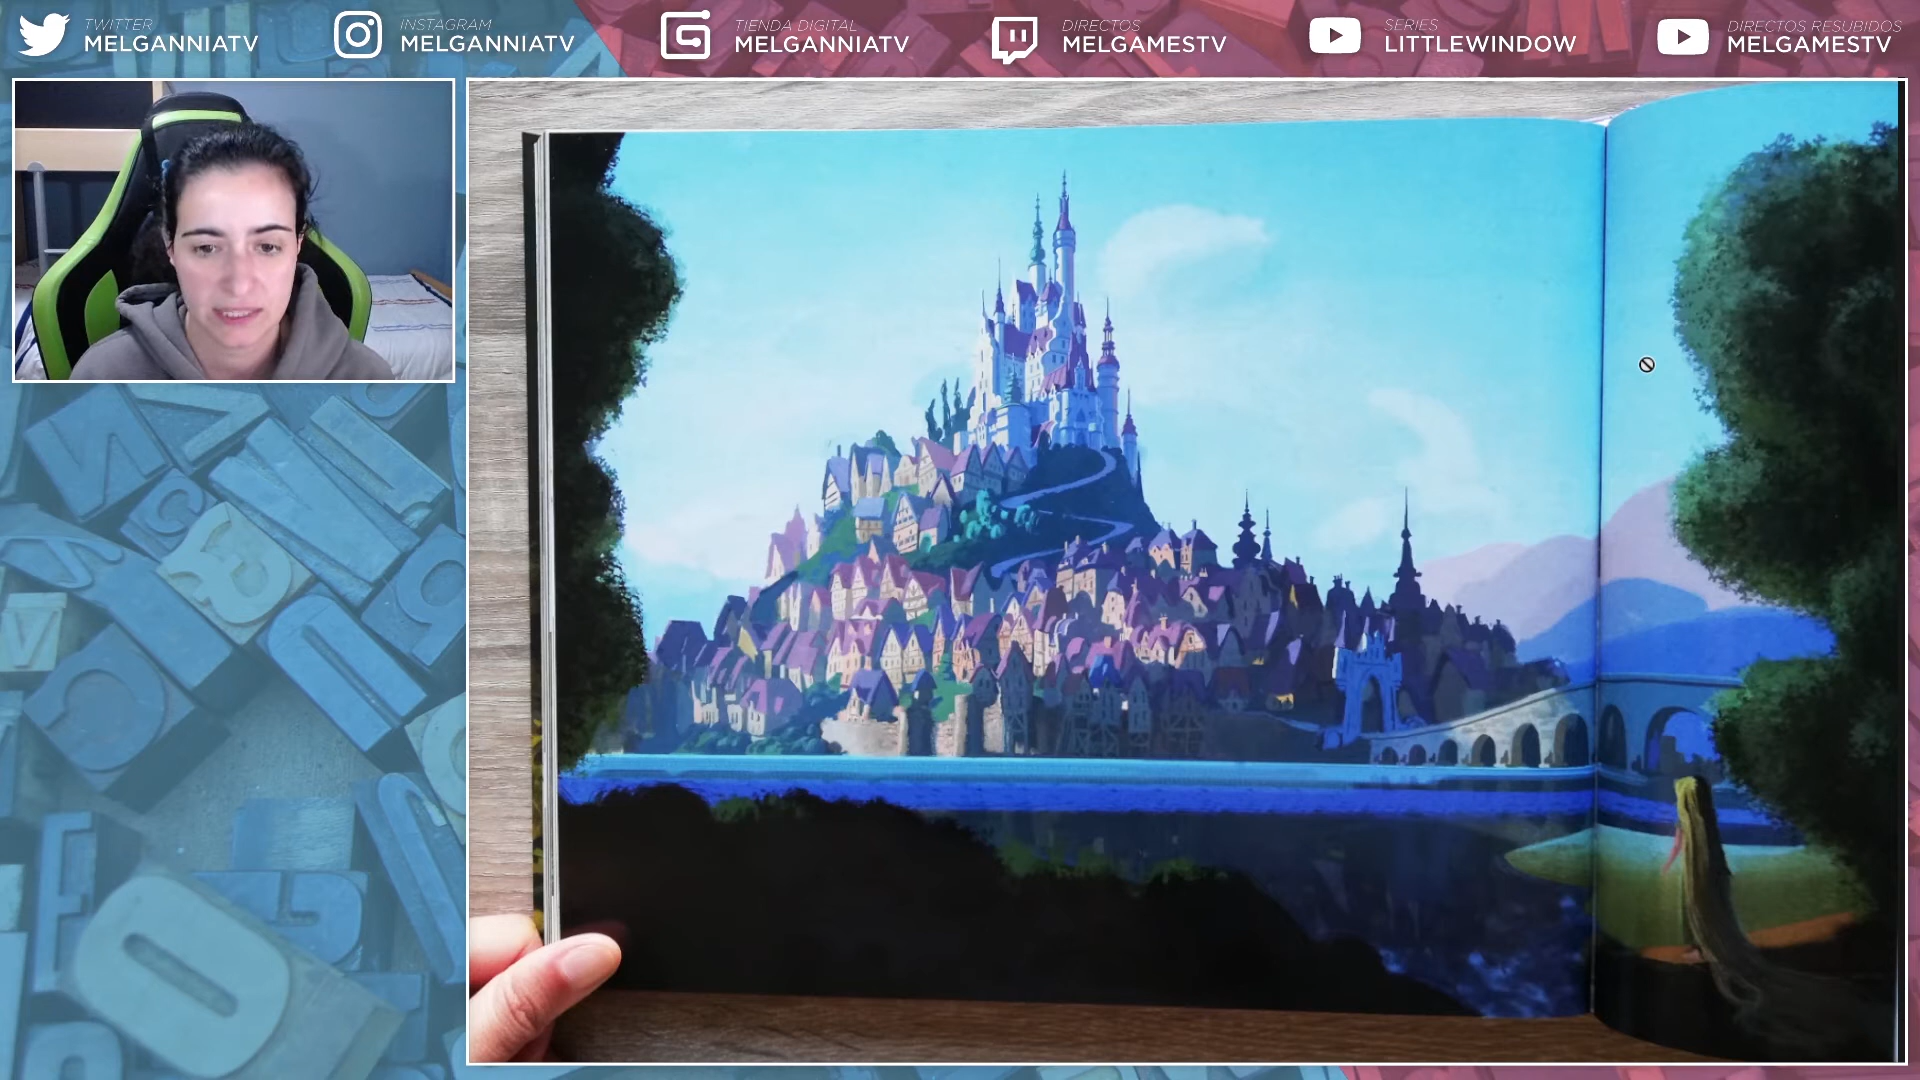 TWITTER
MELGANNIATV
INSTAGRAM
MELGANNIATV
TIENDA DIGITAL
MELGANNIATV
DIRECTOS
MELGAMESTV
SERIES
LITTLEWINDOW
DIRECTOS RESUBIDOS
MELGAMESTV